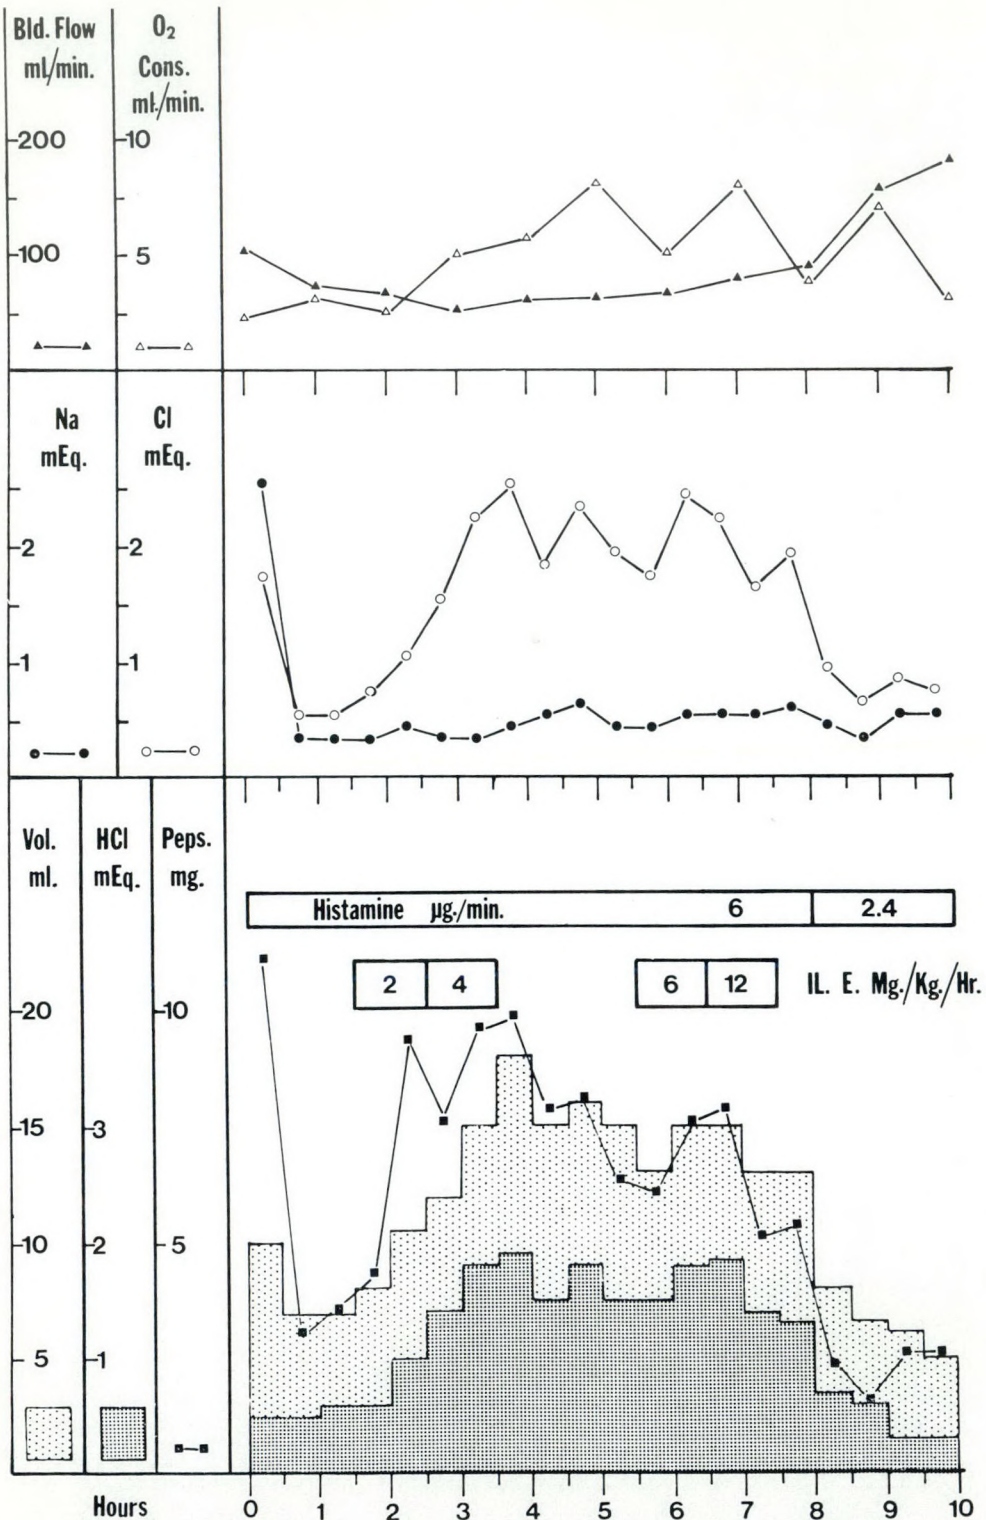 Bld. Flow
ml/min.
O₂
Cons.
ml./min.
200
10
100
5
Na
mEq.
Cl
mEq.
2
2
1
1
Vol.
ml.
HCl
mEq.
Peps.
mg.
Histamine µg./min. 6 2.4
2 4 6 12 IL. E. Mg./Kg./Hr.
20
10
15
3
10
2
5
5
1
Hours 0 1 2 3 4 5 6 7 8 9 10